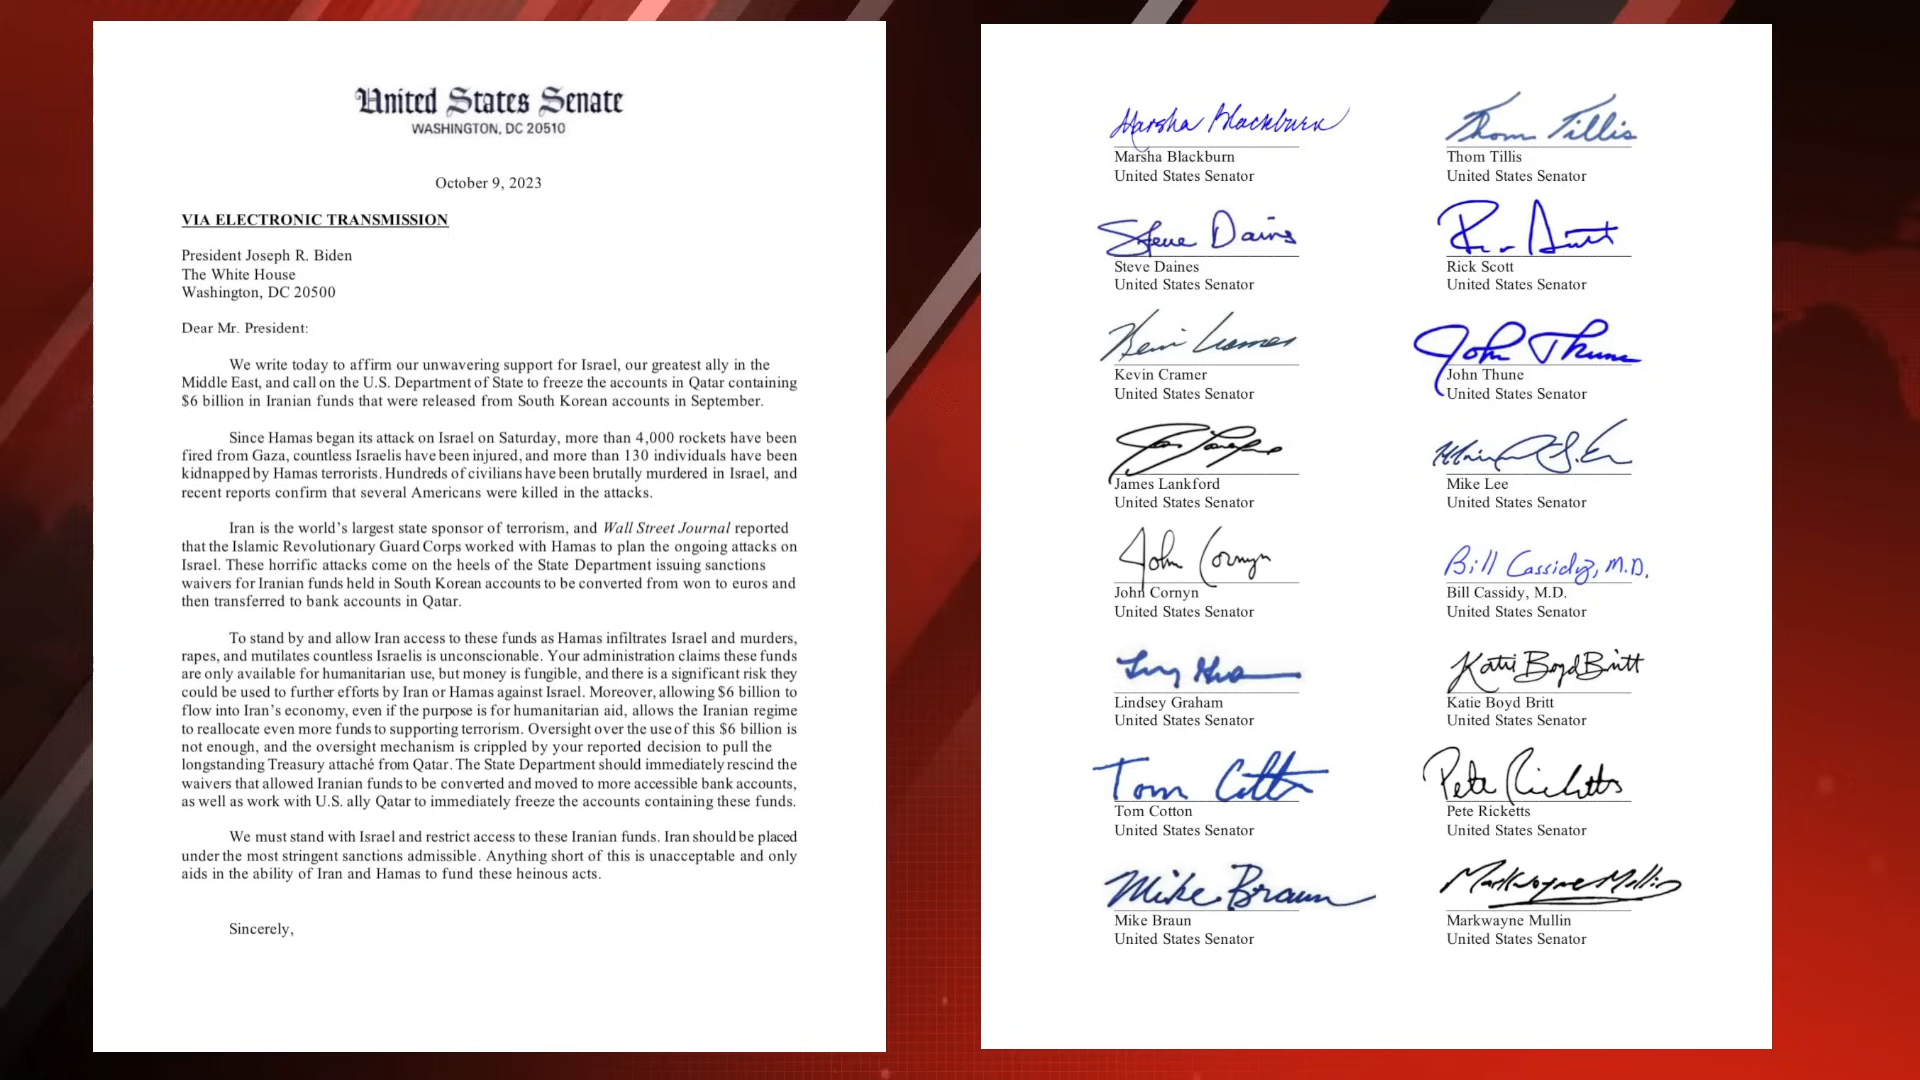 United States Senate
WASHINGTON, DC 20510
October 9, 2023
VIA ELECTRONIC TRANSMISSION
President Joseph R. Biden
The White House
Washington, DC 20500
Dear Mr. President:
We write today to affirm our unwavering support for Israel, our greatest ally in the
Middle East, and call on the U.S. Department of State to freeze the accounts in Qatar containing
$6 billion in Iranian funds that were released from South Korean accounts in September.
Since Hamas began its attack on Israel on Saturday, more than 4,000 rockets have been
fired from Gaza, countless Israelis have been injured, and more than 130 individuals have been
kidnapped by Hamas terrorists. Hundreds of civilians have been brutally murdered in Israel, and
recent reports confirm that several Americans were killed in the attacks.
Iran is the world's largest state sponsor of terrorism, and Wall Street Journal reported
that the Islamic Revolutionary Guard Corps worked with Hamas to plan the ongoing attacks on
Israel. These horrific attacks come on the heels of the State Department issuing sanctions
waivers for Iranian funds held in South Korean accounts to be converted from won to euros and
then transferred to bank accounts in Qatar.
To stand by and allow Iran access to these funds as Hamas infiltrates Israel and murders,
rapes, and mutilates countless Israelis is unconscionable. Your administration claims these funds
are only available for humanitarian use, but money is fungible, and there is a significant risk they
could be used to further efforts by Iran or Hamas against Israel. Moreover, allowing $6 billion to
flow into Iran's economy, even if the purpose is for humanitarian aid, allows the Iranian regime
to reallocate even more funds to supporting terrorism. Oversight over the use of this $6 billion is
not enough, and the oversight mechanism is crippled by your reported decision to pull the
longstanding Treasury attaché from Qatar. The State Department should immediately rescind the
waivers that allowed Iranian funds to be converted and moved to more accessible bank accounts,
as well as work with U.S. ally Qatar to immediately freeze the accounts containing these funds.
We must stand with Israel and restrict access to these Iranian funds. Iran should be placed
under the most stringent sanctions admissible. Anything short of this is unacceptable and only
aids in the ability of Iran and Hamas to fund these heinous acts.
Sincerely,
Marsha Blackburn
Marsha Blackburn
United States Senator
Thom Tillis
Thom Tillis
United States Senator
Steve Daines
Steve Daines
United States Senator
Rick Scott
United States Senator
Kevin Cramer
Kevin Cramer
United States Senator
John Thune
John Thune
United States Senator
James Lankford
United States Senator
Mike Lee
United States Senator
John Cornyn
John Cornyn
United States Senator
Bill Cassidy, M.D.
Bill Cassidy, M.D.
United States Senator
Lindsey Graham
United States Senator
Katie Boyd Britt
Katie Boyd Britt
United States Senator
Tom Cotton
Tom Cotton
United States Senator
Pete Ricketts
Pete Ricketts
United States Senator
Mike Braun
Mike Braun
United States Senator
Markwayne Mullin
Markwayne Mullin
United States Senator